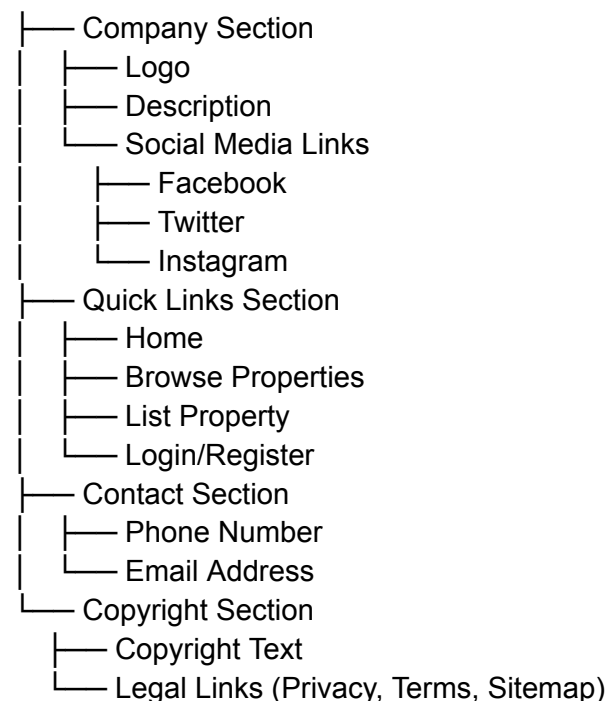 ├── Company Section
│   ├── Logo
│   ├── Description
│   └── Social Media Links
│       ├── Facebook
│       ├── Twitter
│       └── Instagram
├── Quick Links Section
│   ├── Home
│   ├── Browse Properties
│   ├── List Property
│   └── Login/Register
├── Contact Section
│   ├── Phone Number
│   └── Email Address
└── Copyright Section
    ├── Copyright Text
    └── Legal Links (Privacy, Terms, Sitemap)